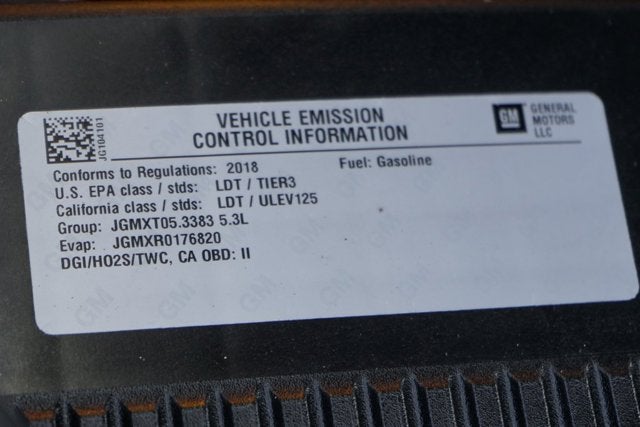 JG104101
VEHICLE EMISSION
CONTROL INFORMATION
GM
GENERAL
MOTORS
LLC
Conforms to Regulations: 2018 Fuel: Gasoline
U.S. EPA class / stds: LDT / TIER3
California class / stds: LDT / ULEV125
Group: JGMXT05.3383 5.3L
Evap: JGMXR0176820
DGI/HO2S/TWC, CA OBD: II